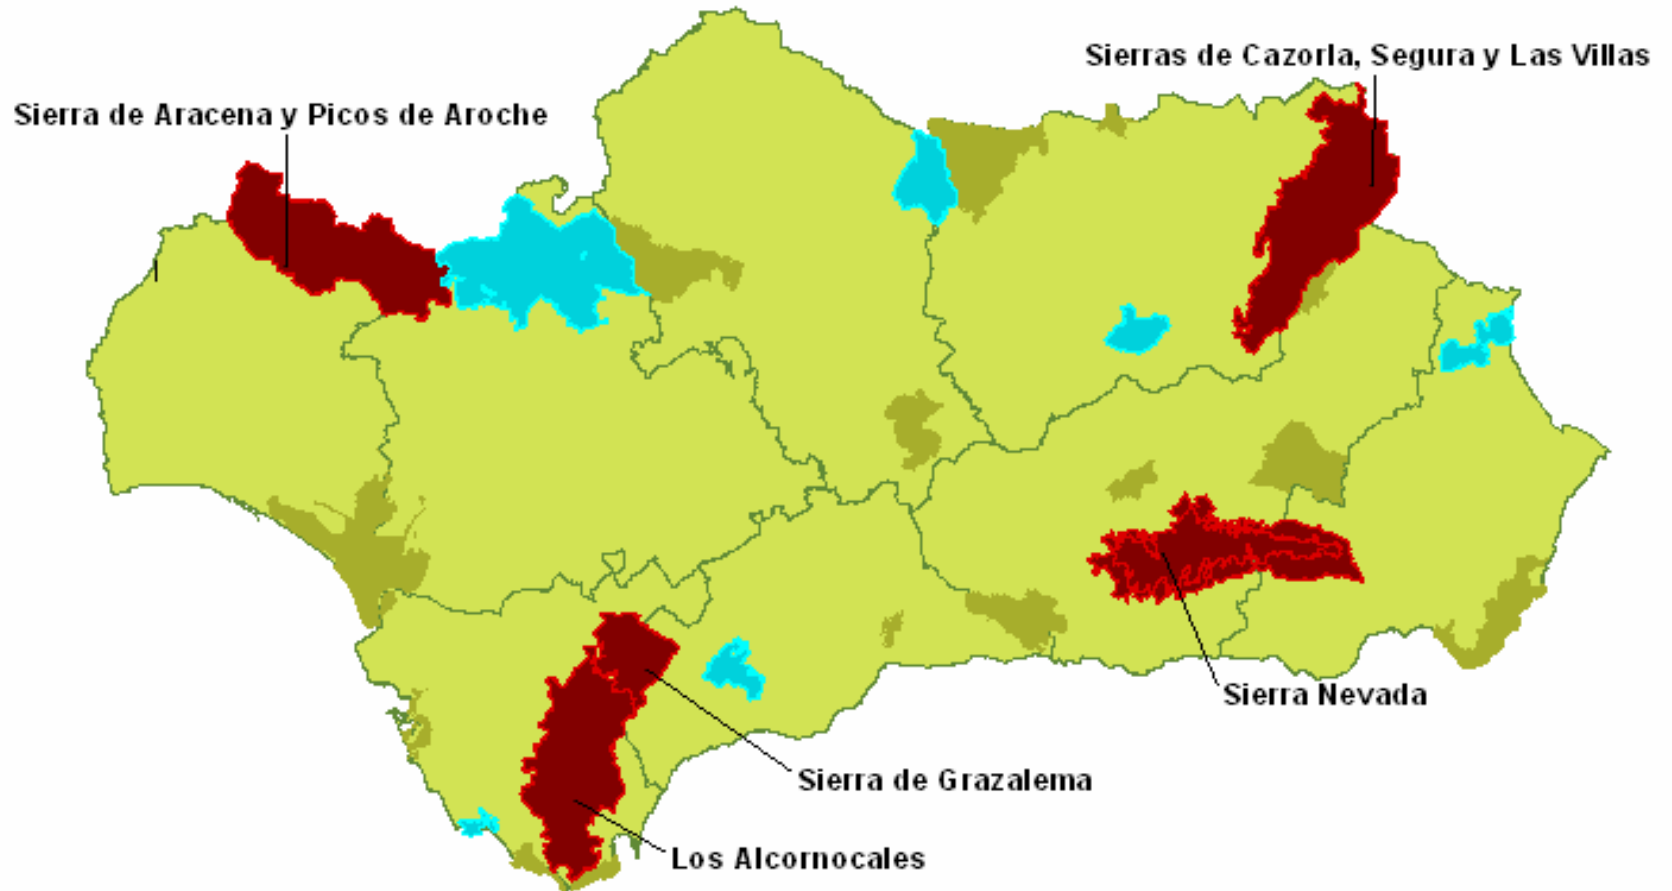 Sierras de Cazorla, Segura y Las Villas
Sierra de Aracena y Picos de Aroche
Sierra Nevada
Sierra de Grazalema
Los Alcornocales